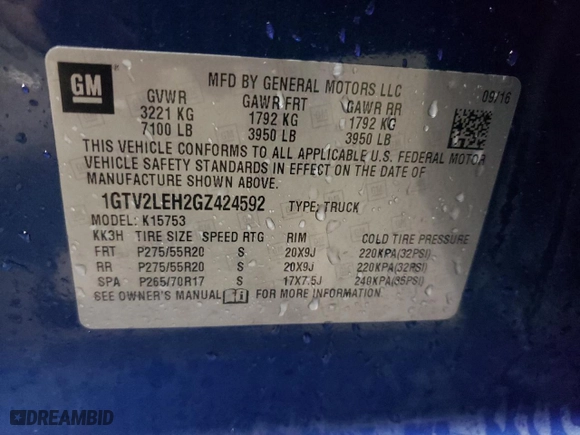 GM
MFD BY GENERAL MOTORS LLC
09/16
GVWR GAWR FRT GAWR RR
3221 KG 1792 KG 1792 KG
7100 LB 3950 LB 3950 LB
THIS VEHICLE CONFORMS TO ALL APPLICABLE U.S. FEDERAL MOTOR
VEHICLE SAFETY STANDARDS IN EFFECT ON THE DATE OF
MANUFACTURE SHOWN ABOVE.
1GTV2LEH2GZ424592 TYPE: TRUCK
MODEL: K15753
KK3H TIRE SIZE SPEED RTG RIM COLD TIRE PRESSURE
FRT P275/55R20 S 20X9J 220KPA(32PSI)
RR P275/55R20 S 20X9J 220KPA(32PSI)
SPA P265/70R17 S 17X7.5J 240KPA(35PSI)
SEE OWNER'S MANUAL FOR MORE INFORMATION
DREAMBID